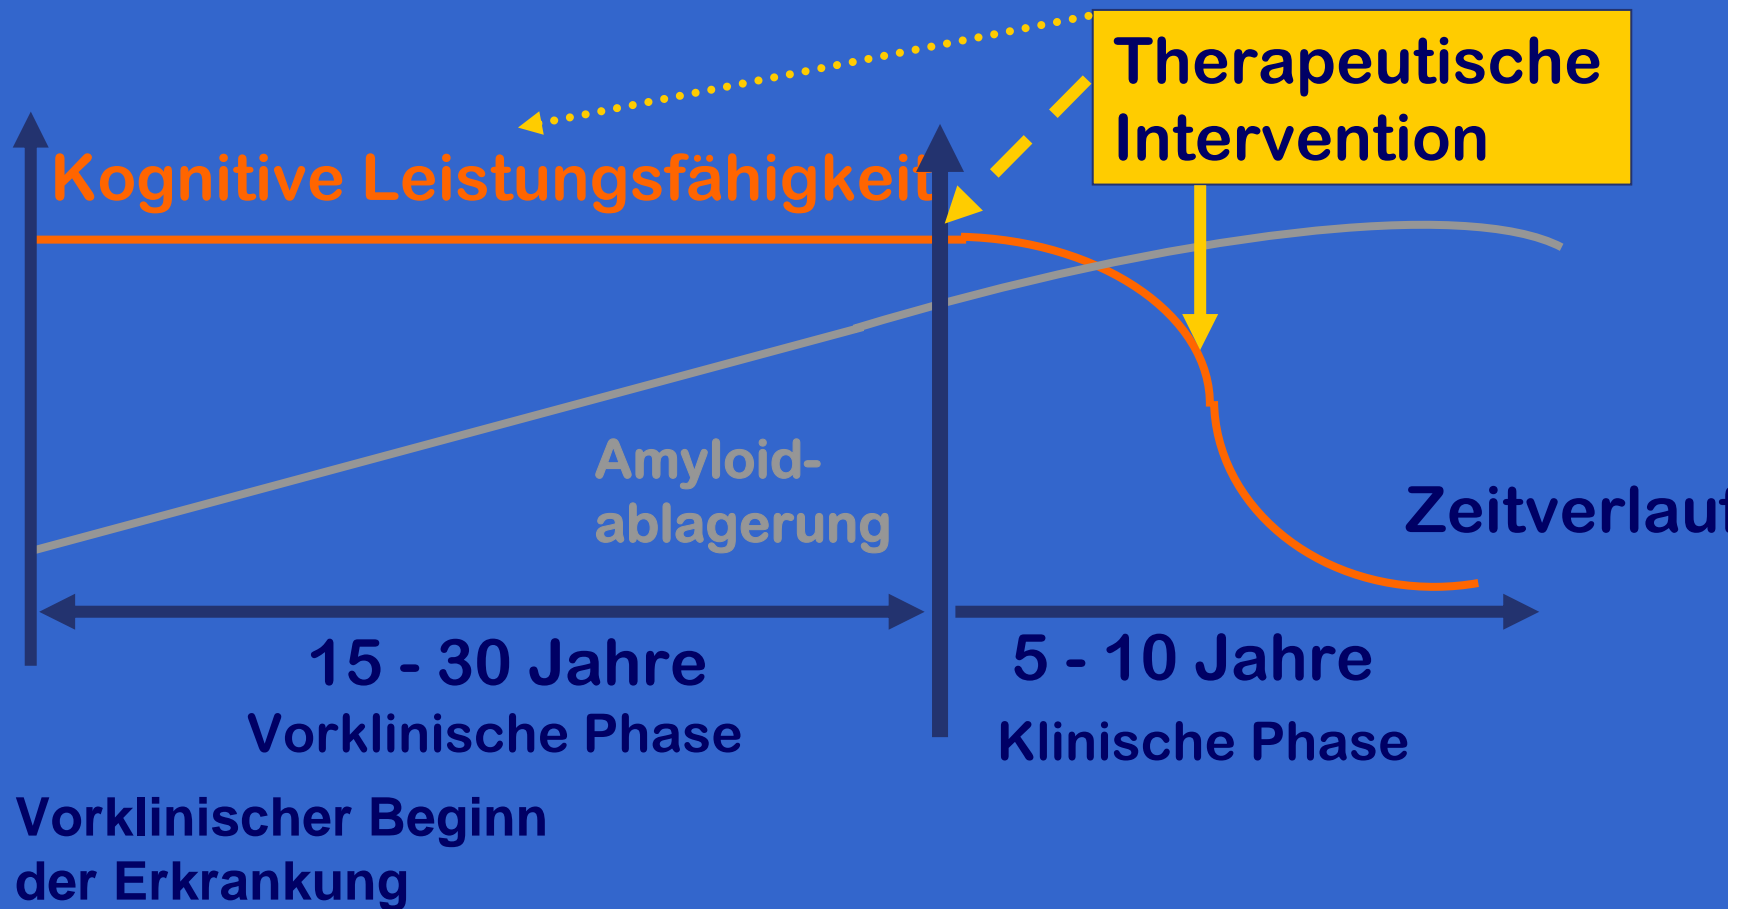 Therapeutische
Intervention
Kognitive Leistungsfähigkeit
Amyloid-
ablagerung
Zeitverlauf
15 - 30 Jahre
5 - 10 Jahre
Vorklinische Phase
Klinische Phase
Vorklinischer Beginn
der Erkrankung